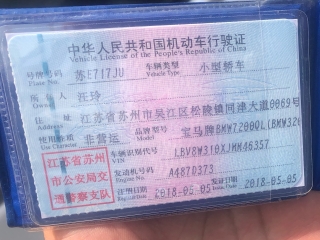 中华人民共和国机动车行驶证
Vehicle License of the People's Republic of China
号牌号码 苏E717JU 车辆类型 小型轿车
Plate No. Vehicle Type
所有人 汪玲
Owner
住址 江苏省苏州市吴江区松陵镇同津大道0069号
Address
使用性质 非营运 品牌型号 宝马牌BMW7200QL(BMW320
Use Character Model
江苏省苏州 车辆识别代号 LBV8W310XJMM46357
VIN
市公安局交 发动机号码 A487D373
Engine No.
通警察支队 注册日期 2018-05-05 2018-05-05
Register Date Issue Date